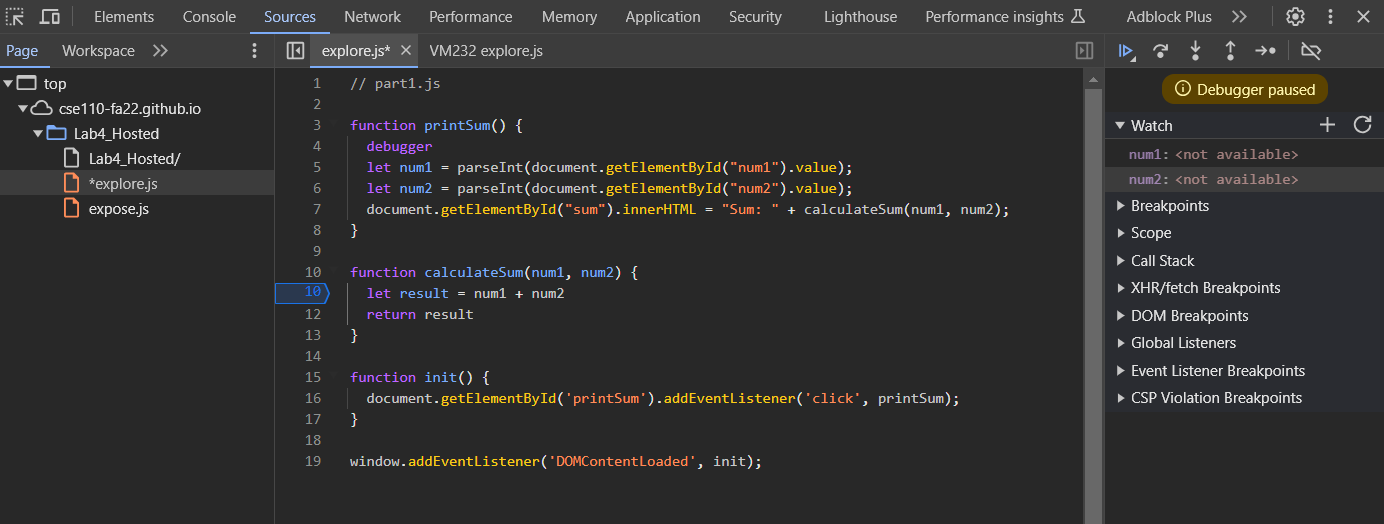 Elements Console Sources Network Performance Memory Application Security Lighthouse Performance insights Adblock Plus
Page Workspace
explore.js* VM232 explore.js
top
cse110-fa22.github.io
Lab4_Hosted
Lab4_Hosted/
*explore.js
expose.js
1 // part1.js
2
3 function printSum() {
4 debugger
5 let num1 = parseInt(document.getElementById("num1").value);
6 let num2 = parseInt(document.getElementById("num2").value);
7 document.getElementById("sum").innerHTML = "Sum: " + calculateSum(num1, num2);
8 }
9
10 function calculateSum(num1, num2) {
10 let result = num1 + num2
12 return result
13 }
14
15 function init() {
16 document.getElementById('printSum').addEventListener('click', printSum);
17 }
18
19 window.addEventListener('DOMContentLoaded', init);
Debugger paused
Watch
num1: <not available>
num2: <not available>
Breakpoints
Scope
Call Stack
XHR/fetch Breakpoints
DOM Breakpoints
Global Listeners
Event Listener Breakpoints
CSP Violation Breakpoints